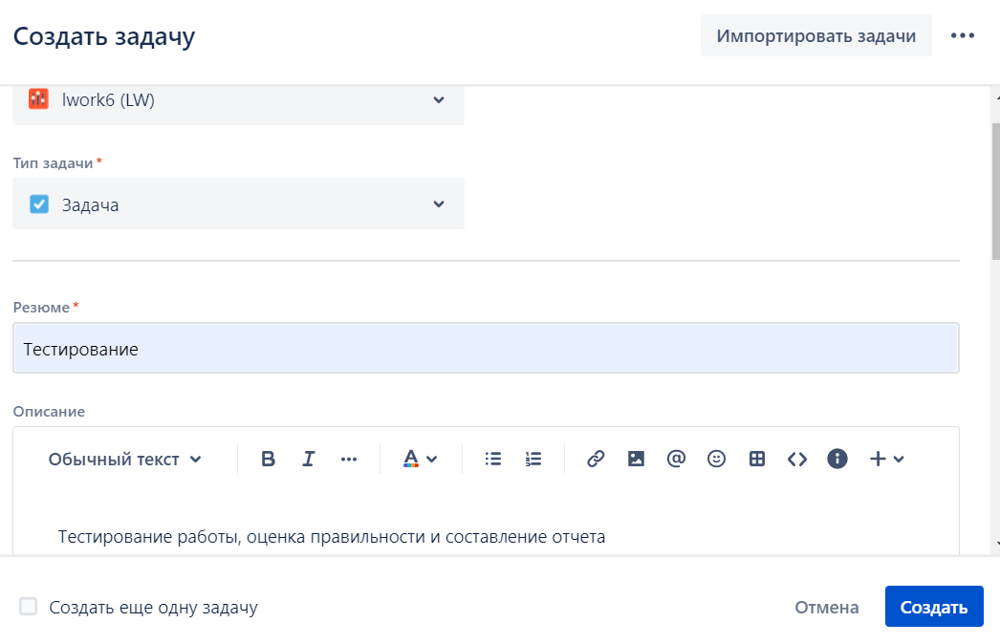 Создать задачу
Импортировать задачи
lwork6 (LW)
Тип задачи *
Задача
Резюме *
Тестирование
Описание
Обычный текст
B I ... A @
Тестирование работы, оценка правильности и составление отчета
Создать еще одну задачу
Отмена
Создать